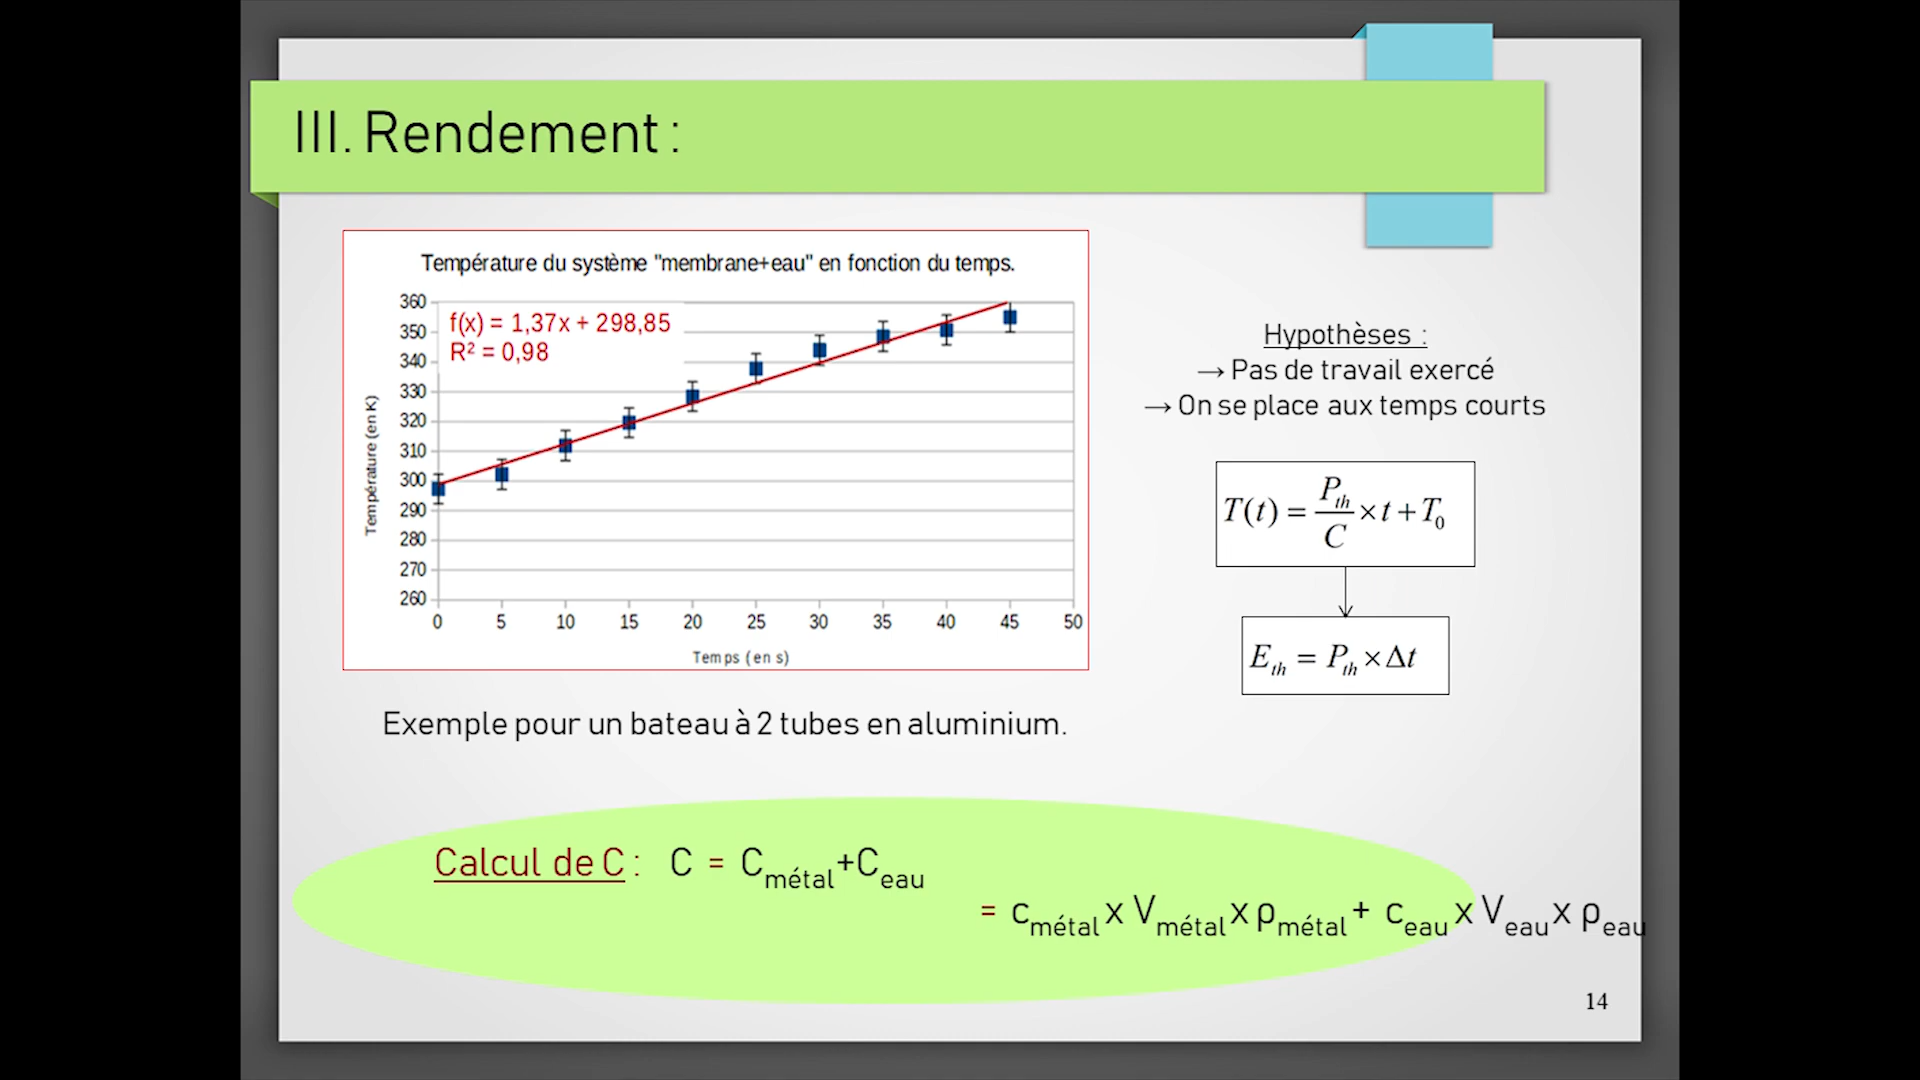 III. Rendement :
Température du système "membrane+eau" en fonction du temps.
f(x) = 1,37x + 298,85
R² = 0,98
Température (en K)
360
350
340
330
320
310
300
290
280
270
260
0 5 10 15 20 25 30 35 40 45 50
Temps (en s)
Hypothèses :
→ Pas de travail exercé
→ On se place aux temps courts
T(t) = P_th/C × t + T_0
E_th = P_th × Δt
Exemple pour un bateau à 2 tubes en aluminium.
Calcul de C : C = C_métal+C_eau
= c_métal x V_métal x ρ_métal + c_eau x V_eau x ρ_eau
14